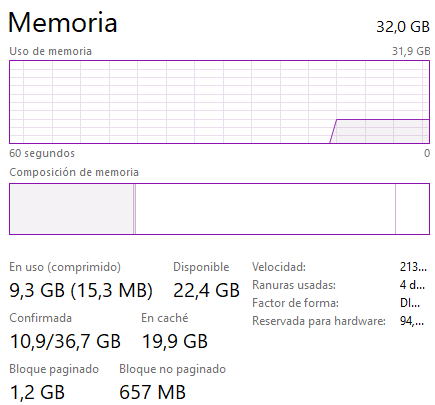 Memoria 32,0 GB
Uso de memoria 31,9 GB
60 segundos 0
Composición de memoria
En uso (comprimido) Disponible
9,3 GB (15,3 MB) 22,4 GB
Confirmada En caché
10,9/36,7 GB 19,9 GB
Bloque paginado Bloque no paginado
1,2 GB 657 MB
Velocidad: 213...
Ranuras usadas: 4 d...
Factor de forma: DI...
Reservada para hardware: 94,...